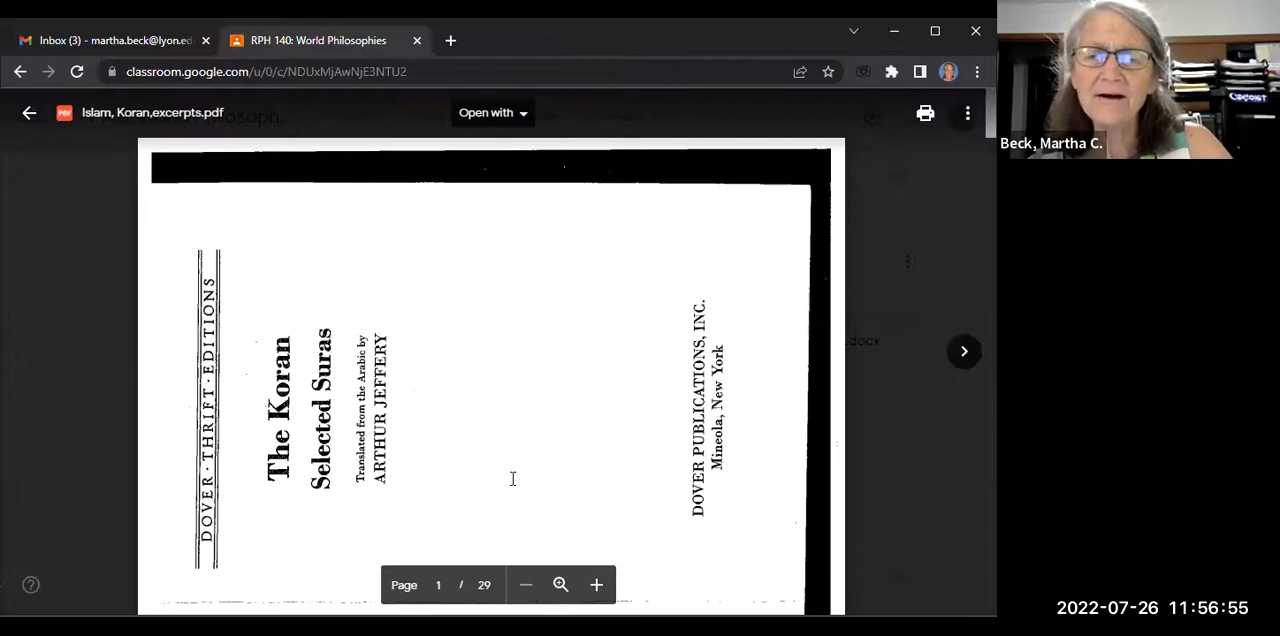 Inbox (3) - martha.beck@lyon.ed
RPH 140: World Philosophies
classroom.google.com/u/0/c/NDUxMjAwNjE3NTU2
Islam, Koran,excerpts.pdf
Open with
Beck, Martha C.
DOVER · THRIFT · EDITIONS
The Koran
Selected Suras
Translated from the Arabic by
ARTHUR JEFFERY
DOVER PUBLICATIONS, INC.
Mineola, New York
.docx
Page 1 / 29
2022-07-26 11:56:55